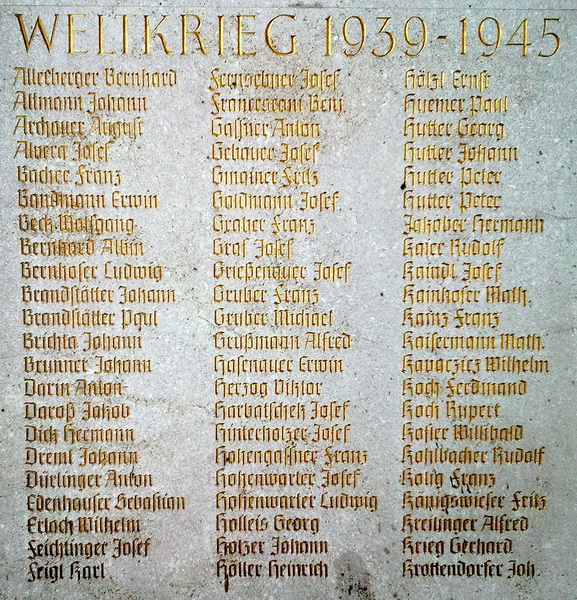 WELTKRIEG 1939-1945
Allerberger Bernhard
Altmann Johann
Archauer August
Alvera Josef
Bacher Franz
Bandmann Erwin
Beck Wolfgang
Bernhard Albin
Bernhofer Ludwig
Brandstätter Johann
Brandstätter Paul
Brichta Johann
Brunner Johann
Darin Anton
Daroß Jakob
Dick Hermann
Dreml Johann
Dürlinger Anton
Edenhauser Sebastian
Erlach Wilhelm
Feichtinger Josef
Feigl Karl
Fernsebner Josef
Francesconi Benj.
Gassner Anton
Gebauer Josef
Gmainer Fritz
Goldmann Josef
Graber Franz
Graf Josef
Grießenauer Josef
Gruber Franz
Gruber Michael
Grußmann Alfred
Hasenauer Erwin
Herzog Viktor
Harbatschek Josef
Hinterholzer Josef
Hohengassner Franz
Hohenwarter Josef
Hohenwarter Ludwig
Holleis Georg
Holzer Johann
Höller Heinrich
Hölzl Ernst
Huemer Paul
Hutter Georg
Hutter Johann
Hutter Peter
Hutter Peter
Jakober Hermann
Kaier Rudolf
Kaindl Josef
Kainhofer Math.
Kainz Franz
Kaisermann Math.
Kovaczicz Wilhelm
Koch Ferdinand
Koch Rupert
Kofler Willibald
Kohlbacher Rudolf
Kolig Franz
Königswieser Fritz
Kreilinger Alfred
Krieg Gerhard
Krottendorfer Joh.